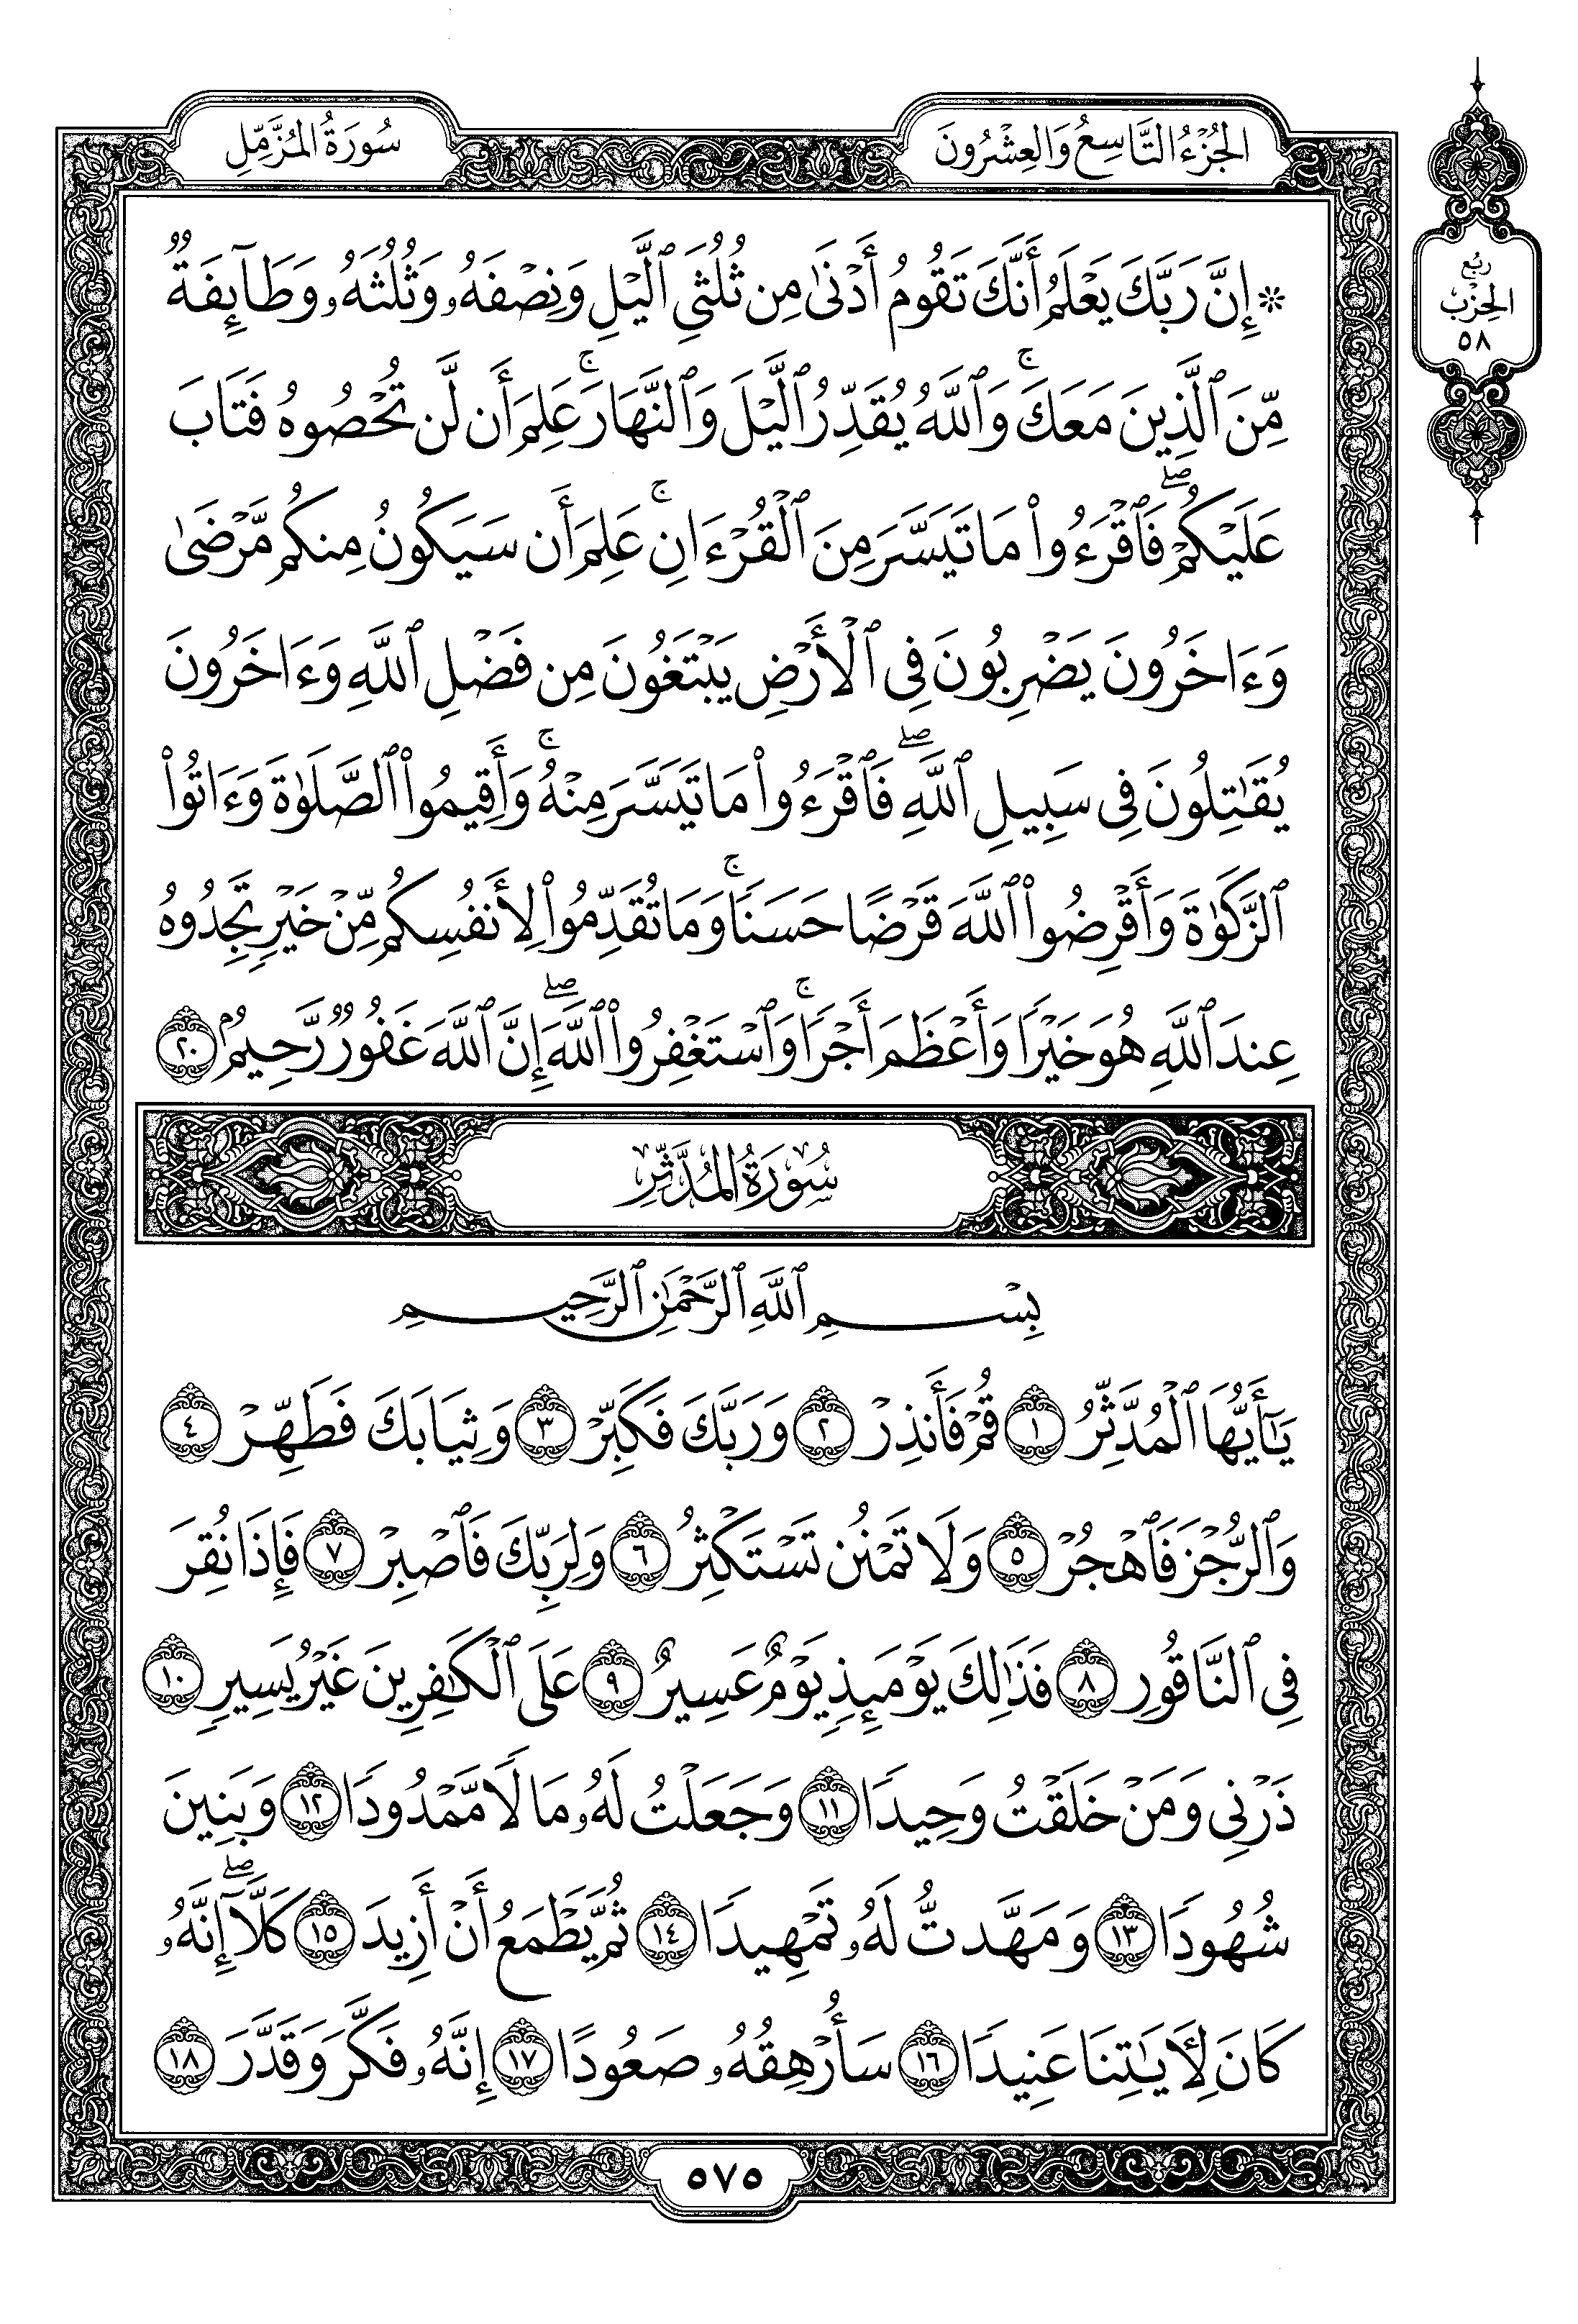 الجُزْءُ التَّاسِعُ وَالعِشْرُونَ
سُورَةُ المُزَّمِّلِ
رُبْع
الحِزْب
٥٨
۞ إِنَّ رَبَّكَ يَعْلَمُ أَنَّكَ تَقُومُ أَدْنَىٰ مِن ثُلُثَيِ ٱلَّيْلِ وَنِصْفَهُۥ وَثُلُثَهُۥ وَطَآئِفَةٌ
مِّنَ ٱلَّذِينَ مَعَكَۚ وَٱللَّهُ يُقَدِّرُ ٱلَّيْلَ وَٱلنَّهَارَۚ عَلِمَ أَن لَّن تُحْصُوهُ فَتَابَ
عَلَيْكُمْۖ فَٱقْرَءُوا۟ مَا تَيَسَّرَ مِنَ ٱلْقُرْءَانِۚ عَلِمَ أَن سَيَكُونُ مِنكُم مَّرْضَىٰ
وَءَاخَرُونَ يَضْرِبُونَ فِى ٱلْأَرْضِ يَبْتَغُونَ مِن فَضْلِ ٱللَّهِ وَءَاخَرُونَ
يُقَـٰتِلُونَ فِى سَبِيلِ ٱللَّهِۖ فَٱقْرَءُوا۟ مَا تَيَسَّرَ مِنْهُۚ وَأَقِيمُوا۟ ٱلصَّلَوٰةَ وَءَاتُوا۟
ٱلزَّكَوٰةَ وَأَقْرِضُوا۟ ٱللَّهَ قَرْضًا حَسَنًاۚ وَمَا تُقَدِّمُوا۟ لِأَنفُسِكُم مِّنْ خَيْرٍ تَجِدُوهُ
عِندَ ٱللَّهِ هُوَ خَيْرًا وَأَعْظَمَ أَجْرًاۚ وَٱسْتَغْفِرُوا۟ ٱللَّهَۖ إِنَّ ٱللَّهَ غَفُورٌ رَّحِيمٌۢ ٢٠
سُورَةُ المُدَّثِّرِ
بِسْمِ ٱللَّهِ ٱلرَّحْمَـٰنِ ٱلرَّحِيمِ
يَـٰٓأَيُّهَا ٱلْمُدَّثِّرُ ١ قُمْ فَأَنذِرْ ٢ وَرَبَّكَ فَكَبِّرْ ٣ وَثِيَابَكَ فَطَهِّرْ ٤
وَٱلرُّجْزَ فَٱهْجُرْ ٥ وَلَا تَمْنُن تَسْتَكْثِرُ ٦ وَلِرَبِّكَ فَٱصْبِرْ ٧ فَإِذَا نُقِرَ
فِى ٱلنَّاقُورِ ٨ فَذَٰلِكَ يَوْمَئِذٍ يَوْمٌ عَسِيرٌ ٩ عَلَى ٱلْكَـٰفِرِينَ غَيْرُ يَسِيرٍ ١٠
ذَرْنِى وَمَنْ خَلَقْتُ وَحِيدًا ١١ وَجَعَلْتُ لَهُۥ مَالًا مَّمْدُودًا ١٢ وَبَنِينَ
شُهُودًا ١٣ وَمَهَّدتُّ لَهُۥ تَمْهِيدًا ١٤ ثُمَّ يَطْمَعُ أَنْ أَزِيدَ ١٥ كَلَّآۖ إِنَّهُۥ
كَانَ لِـَٔايَـٰتِنَا عَنِيدًا ١٦ سَأُرْهِقُهُۥ صَعُودًا ١٧ إِنَّهُۥ فَكَّرَ وَقَدَّرَ ١٨
٥٧٥